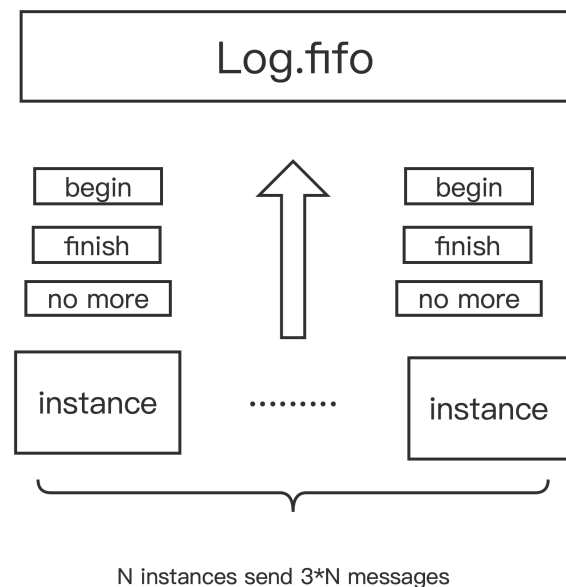 Log.fifo
begin
begin
finish
finish
no more
no more
instance
.........
instance
N instances send 3*N messages